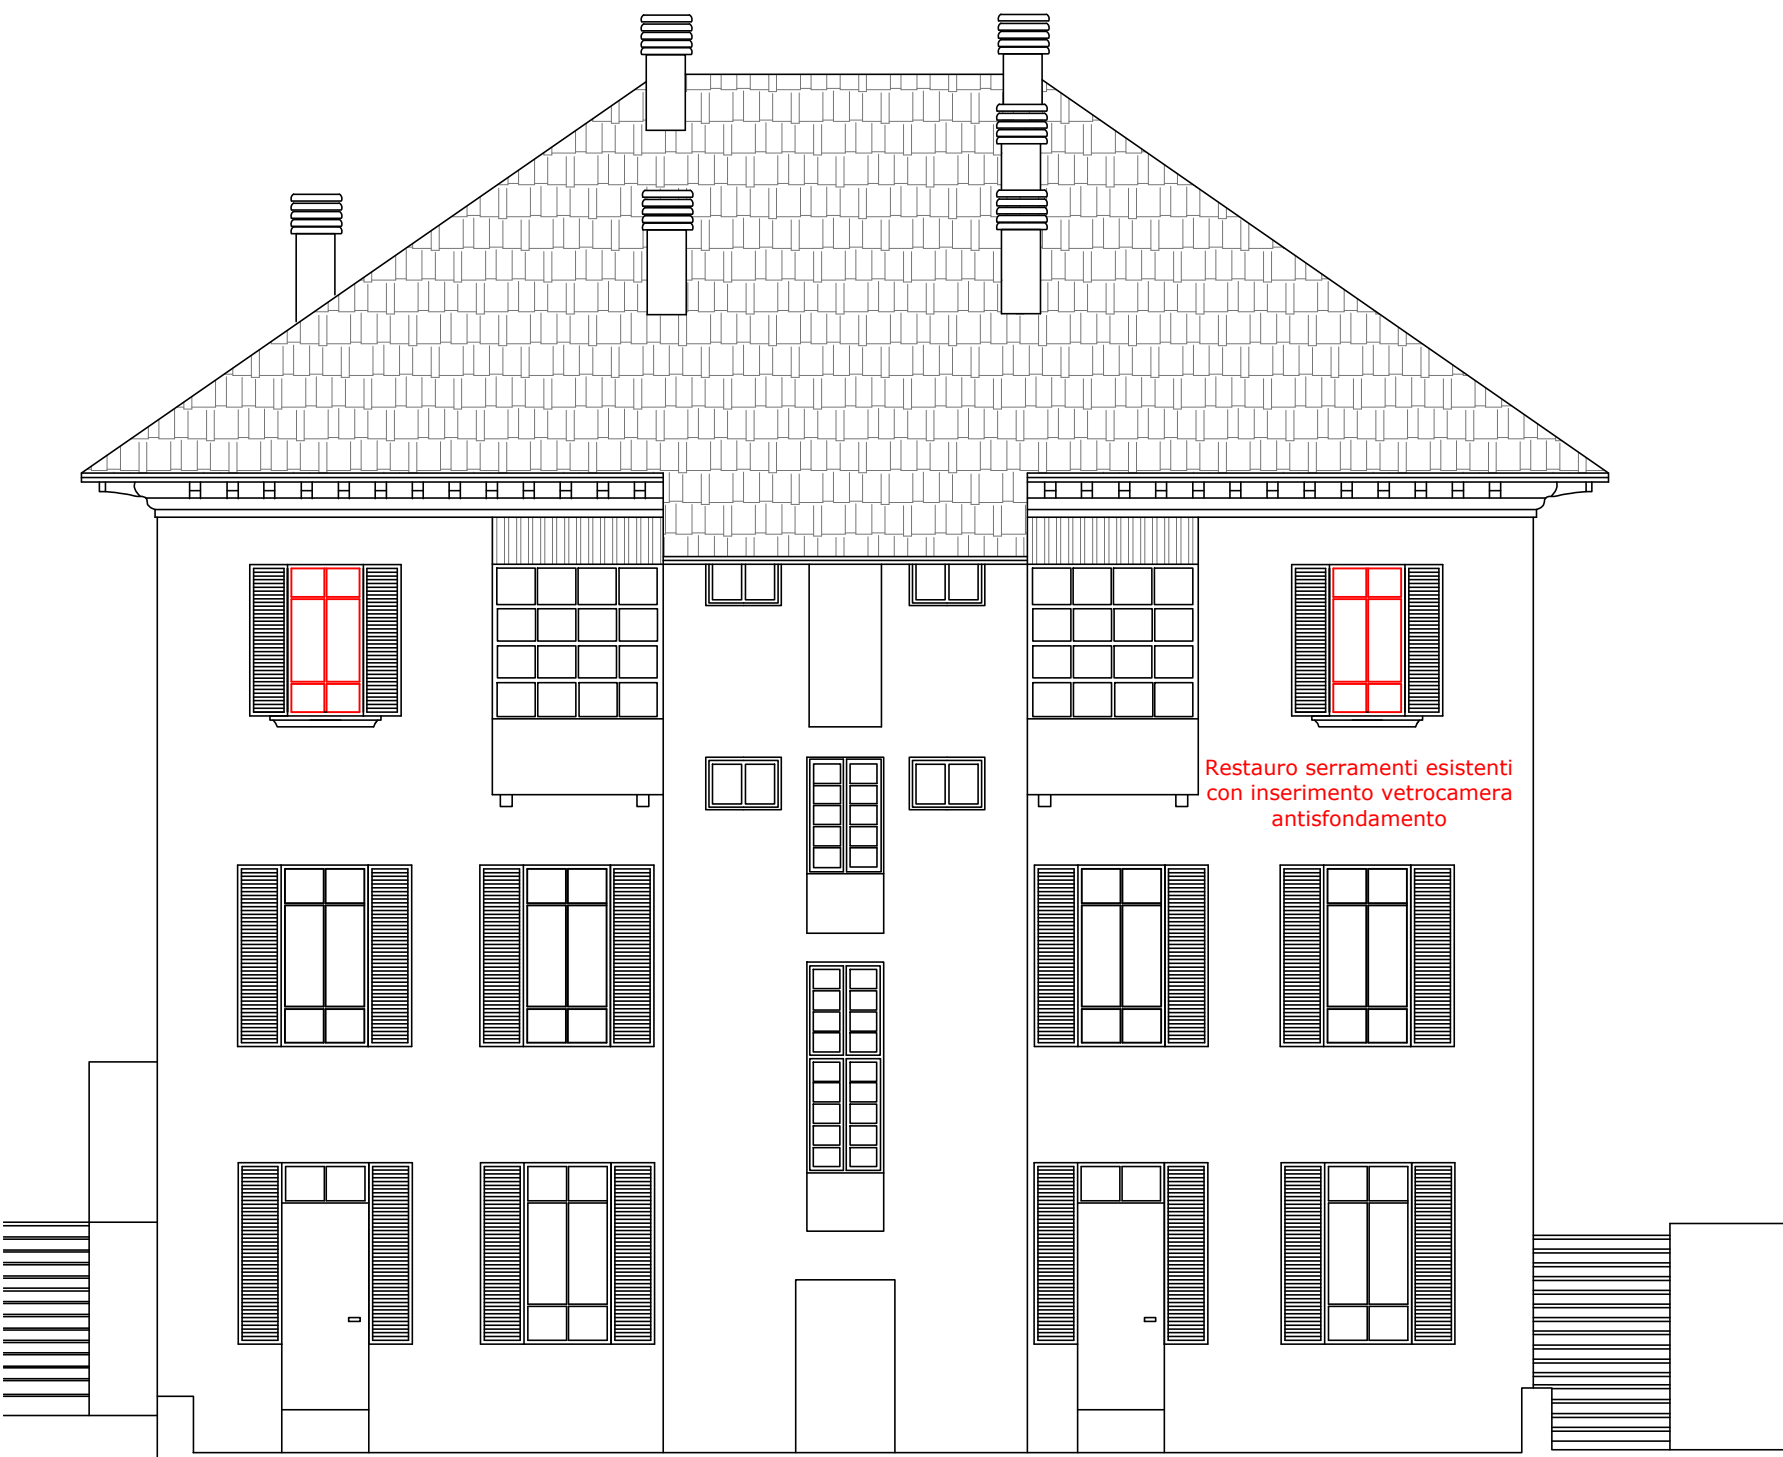 Restauro serramenti esistenti
con inserimento vetrocamera
antisfondamento